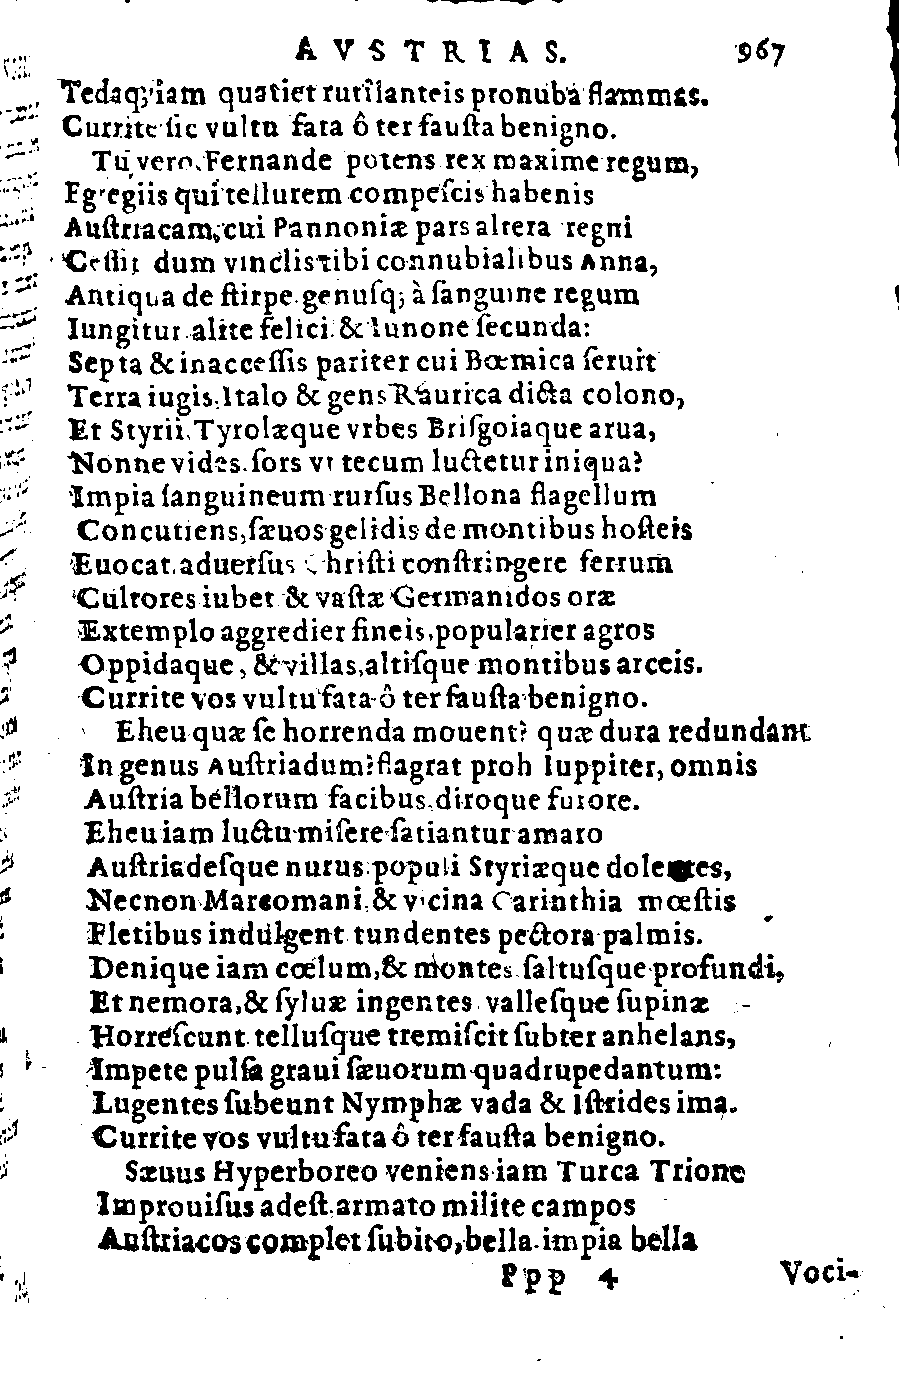 AVSTRIAS. 967
Tedaq; iam quatiet rutilanteis pronuba flammas.
Currite sic vultu fata ô ter fausta benigno.
Tu vero, Fernande potens rex maxime regum,
Egregiis qui tellurem compescis habenis
Austriacam, cui Pannoniæ pars altera regni
Cessit dum vinclis tibi connubialibus Anna,
Antiqua de stirpe genusq; à sanguine regum
Iungitur alite felici & Iunone secunda:
Septa & inaccessis pariter cui Bœmica seruit
Terra iugis, Italo & gens Raurica dicta colono,
Et Styrii, Tyrolæque vrbes Brisgoiaque arua,
Nonne vides sors vt tecum luctetur iniqua?
Impia sanguineum rursus Bellona flagellum
Concutiens, sæuos gelidis de montibus hosteis
Euocat, aduersus Christi constringere ferrum
Cultores iubet & vastæ Germanidos oræ
Extemplo aggredier fineis, popularier agros
Oppidaque, & villas, altisque montibus arceis.
Currite vos vultu fata ô ter fausta benigno.
Eheu quæ se horrenda mouent? quæ dura redundant
In genus Austriadum? flagrat proh Iuppiter, omnis
Austria bellorum facibus, diroque furore.
Eheu iam luctu misere satiantur amaro
Austriadesque nurus populi Styriæque dolentes,
Necnon Marcomani & vicina Carinthia mœstis
Fletibus indulgent tundentes pectora palmis.
Denique iam cœlum, & montes saltusque profundi,
Et nemora, & syluæ ingentes vallesque supinæ
Horrescunt tellusque tremiscit subter anhelans,
Impete pulsa graui sæuorum quadrupedantum:
Lugentes subeunt Nymphæ vada & Istrides ima.
Currite vos vultu fata ô ter fausta benigno.
Sæuus Hyperboreo veniens iam Turca Trione
Improuisus adest, armato milite campos
Austriacos complet subito, bella impia bella
Ppp 4 Voci-